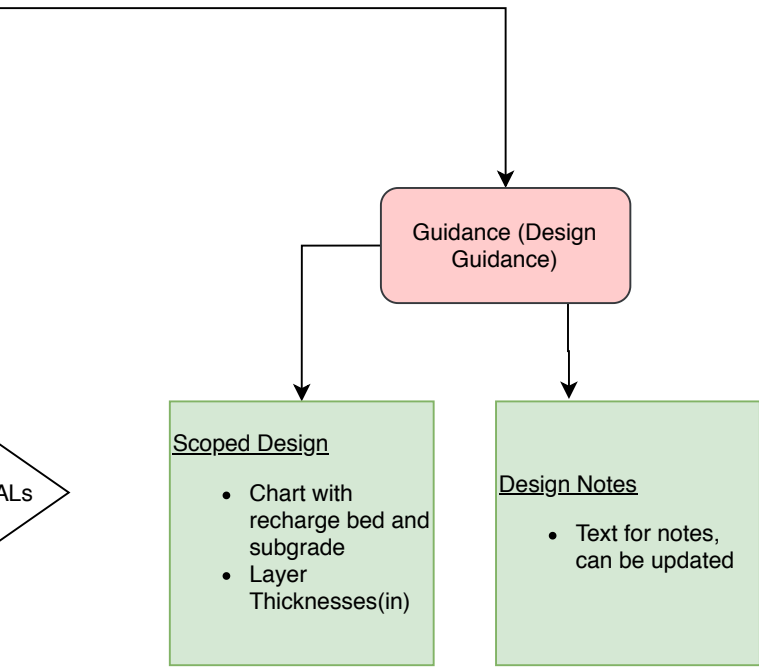 Guidance (Design
Guidance)
Scoped Design
• Chart with
recharge bed and
subgrade
• Layer
Thicknesses(in)
Design Notes
• Text for notes,
can be updated
ALs